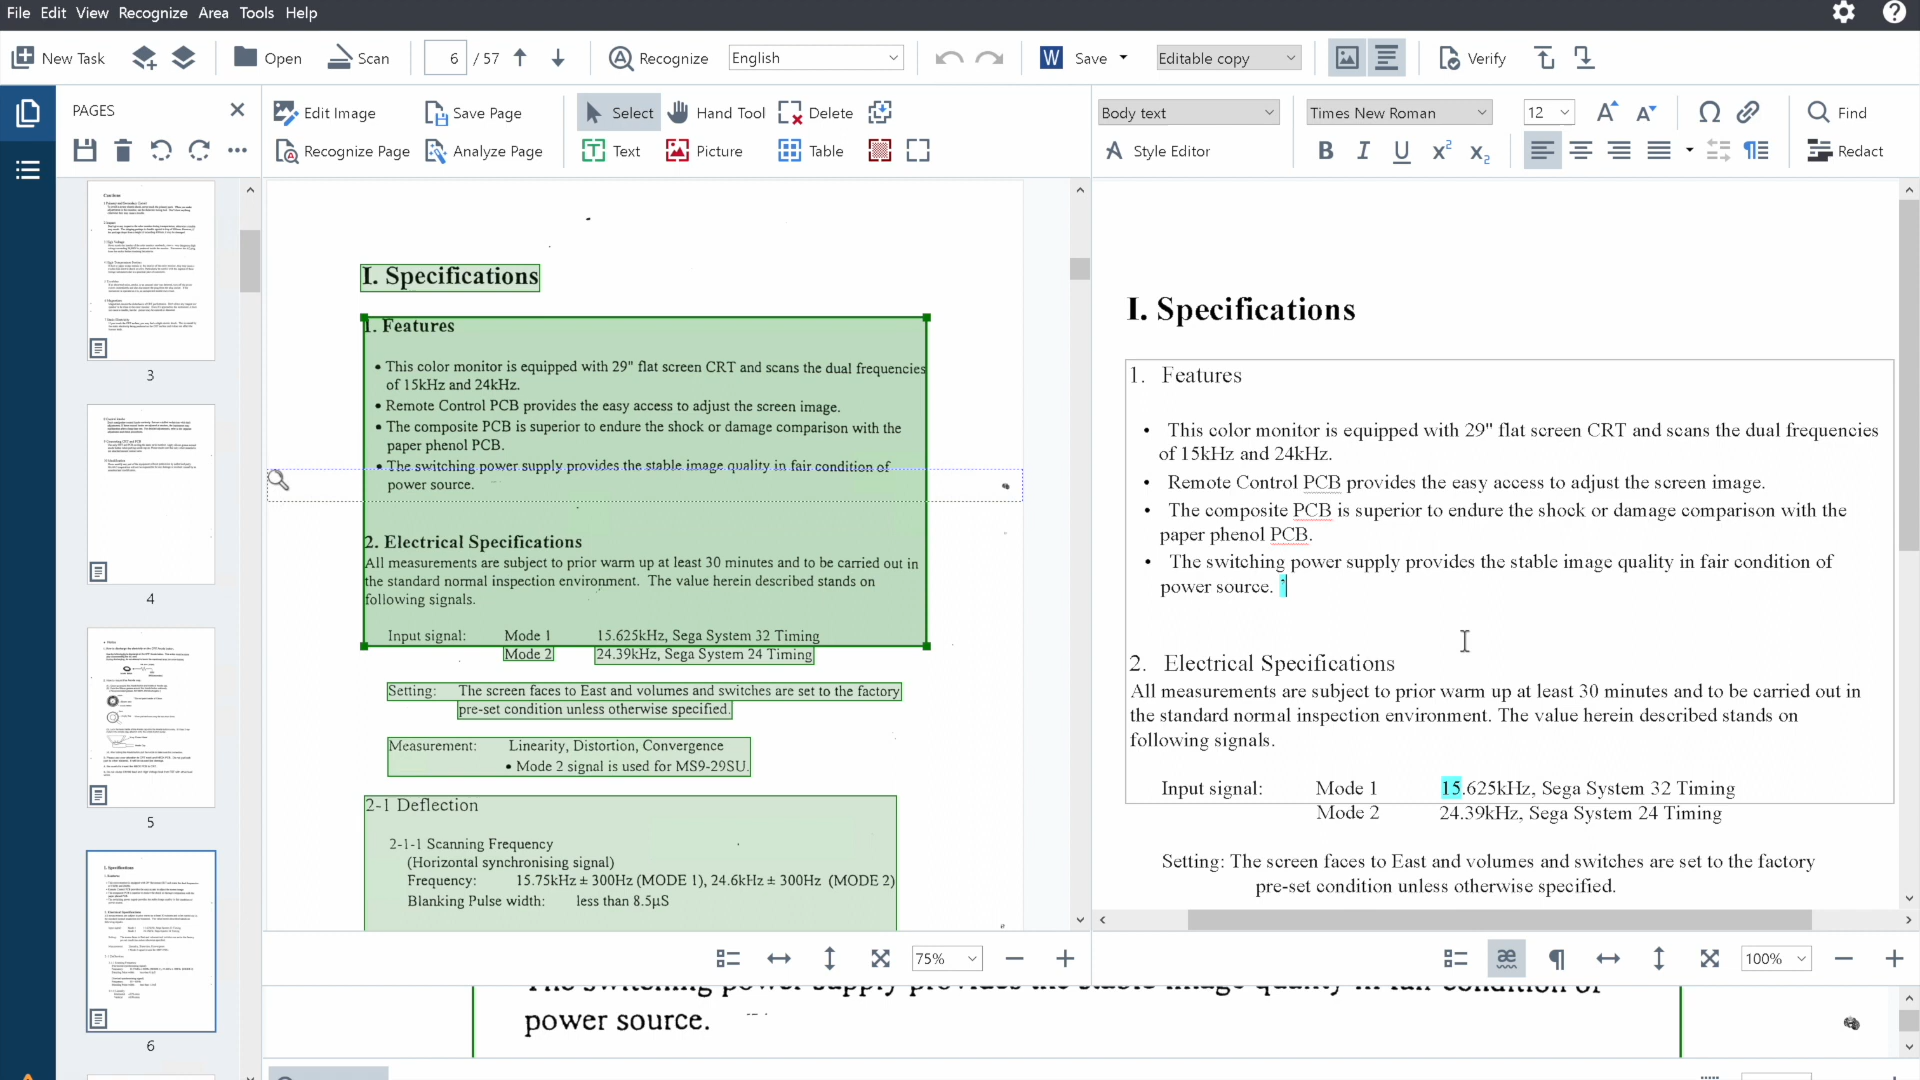 File Edit View Recognize Area Tools Help
New Task Open Scan 6 / 57 Recognize English W Save Editable copy Verify
PAGES
Edit Image Save Page Select Hand Tool Delete
Recognize Page Analyze Page Text Picture Table
Body text Times New Roman 12 Find
A Style Editor B I U X² X₂ Redact
3
4
5
6
I. Specifications
1. Features
• This color monitor is equipped with 29" flat screen CRT and scans the dual frequencies
of 15kHz and 24kHz.
• Remote Control PCB provides the easy access to adjust the screen image.
• The composite PCB is superior to endure the shock or damage comparison with the
paper phenol PCB.
• The switching power supply provides the stable image quality in fair condition of
power source.
2. Electrical Specifications
All measurements are subject to prior warm up at least 30 minutes and to be carried out in
the standard normal inspection environment. The value herein described stands on
following signals.
Input signal: Mode 1 15.625kHz, Sega System 32 Timing
Mode 2 24.39kHz, Sega System 24 Timing
Setting: The screen faces to East and volumes and switches are set to the factory
pre-set condition unless otherwise specified.
Measurement: Linearity, Distortion, Convergence
• Mode 2 signal is used for MS9-29SU.
2-1 Deflection
2-1-1 Scanning Frequency
(Horizontal synchronising signal)
Frequency: 15.75kHz ± 300Hz (MODE 1), 24.6kHz ± 300Hz (MODE 2)
Blanking Pulse width: less than 8.5µS
75%
I. Specifications
1. Features
• This color monitor is equipped with 29" flat screen CRT and scans the dual frequencies
of 15kHz and 24kHz.
• Remote Control PCB provides the easy access to adjust the screen image.
• The composite PCB is superior to endure the shock or damage comparison with the
paper phenol PCB.
• The switching power supply provides the stable image quality in fair condition of
power source.
2. Electrical Specifications
All measurements are subject to prior warm up at least 30 minutes and to be carried out in
the standard normal inspection environment. The value herein described stands on
following signals.
Input signal: Mode 1 15.625kHz, Sega System 32 Timing
Mode 2 24.39kHz, Sega System 24 Timing
Setting: The screen faces to East and volumes and switches are set to the factory
pre-set condition unless otherwise specified.
æ ¶ 100%
The switching power supply provides the stable image quality in fair condition of
power source.